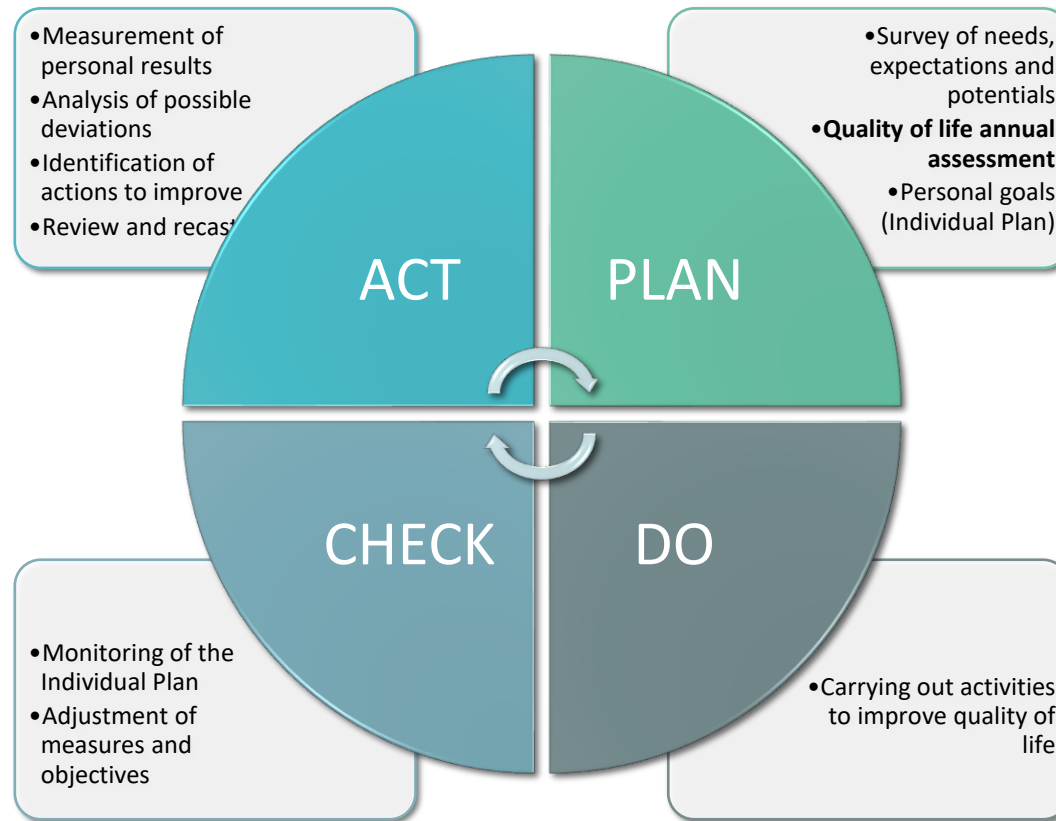 •Measurement of
personal results
•Analysis of possible
deviations
•Identification of
actions to improve
•Review and recast
•Survey of needs,
expectations and
potentials
•Quality of life annual
assessment
•Personal goals
(Individual Plan)
ACT
PLAN
CHECK
DO
•Monitoring of the
Individual Plan
•Adjustment of
measures and
objectives
•Carrying out activities
to improve quality of
life